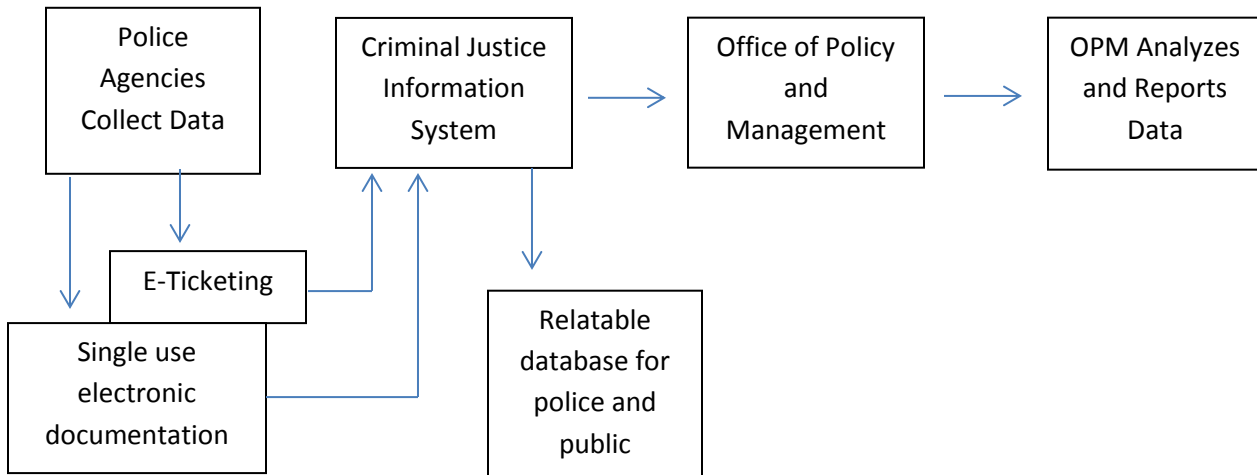 Police
Agencies
Collect Data
Criminal Justice
Information
System
Office of Policy
and
Management
OPM Analyzes
and Reports
Data
E-Ticketing
Single use
electronic
documentation
Relatable
database for
police and
public